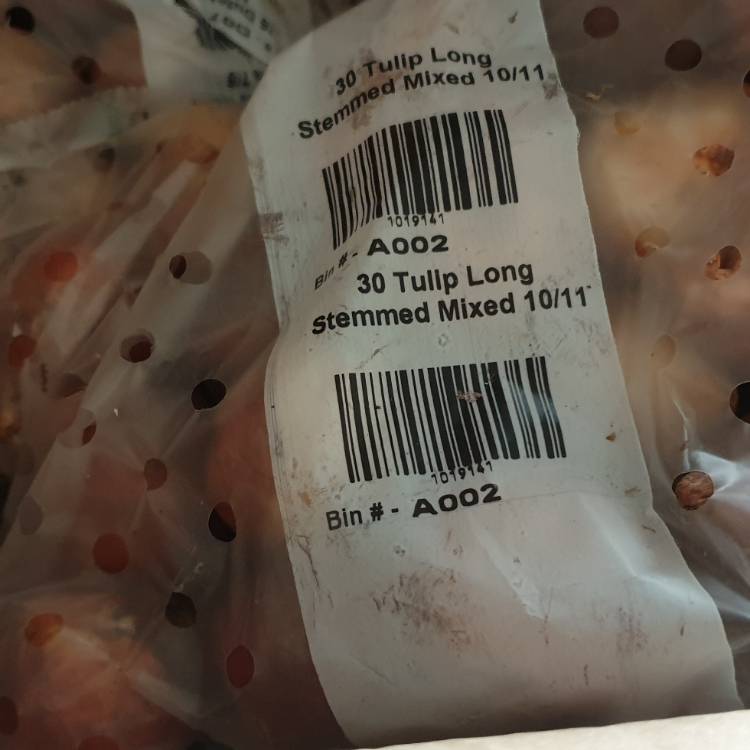 30 Tulip Long
Stemmed Mixed 10/11
1019141
Bin # - A002
30 Tulip Long
Stemmed Mixed 10/11"
1019141
Bin # - A002